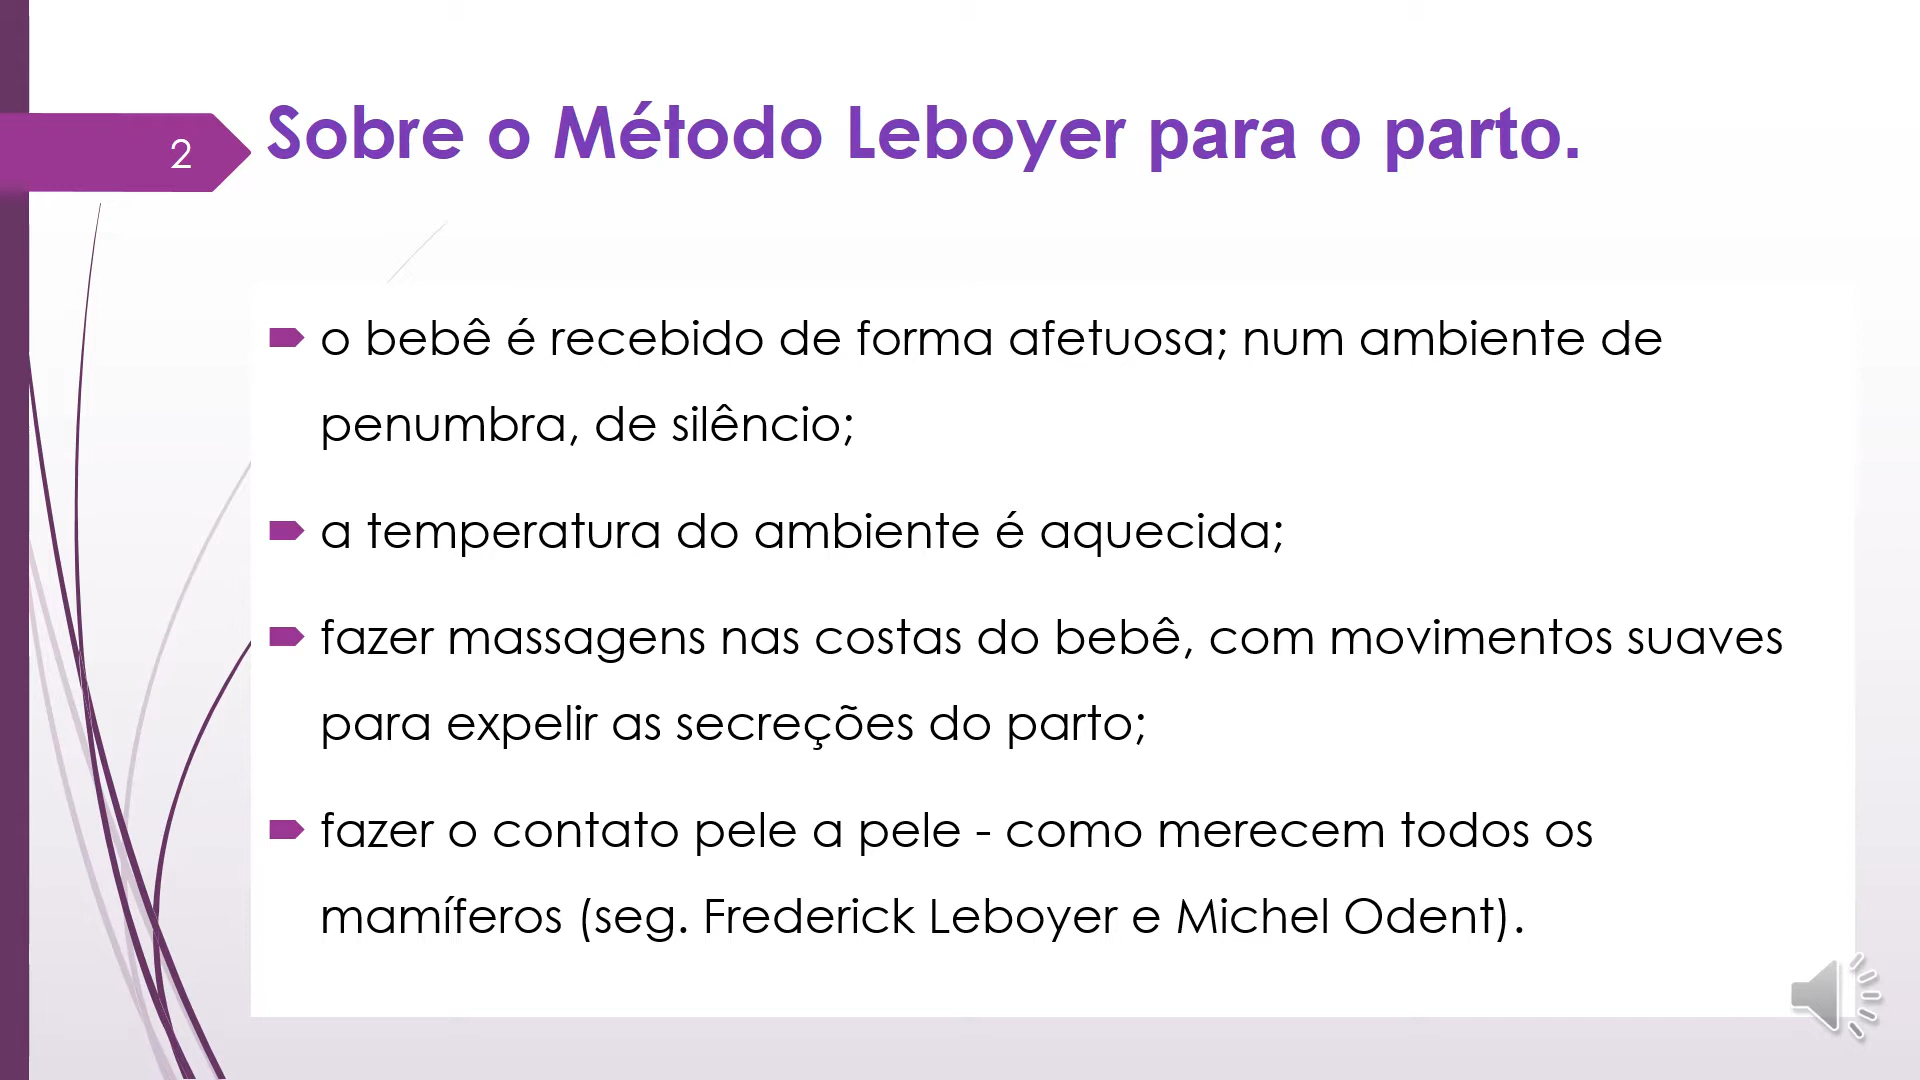 2
Sobre o Método Leboyer para o parto.
o bebê é recebido de forma afetuosa; num ambiente de
penumbra, de silêncio;
a temperatura do ambiente é aquecida;
fazer massagens nas costas do bebê, com movimentos suaves
para expelir as secreções do parto;
fazer o contato pele a pele - como merecem todos os
mamíferos (seg. Frederick Leboyer e Michel Odent).